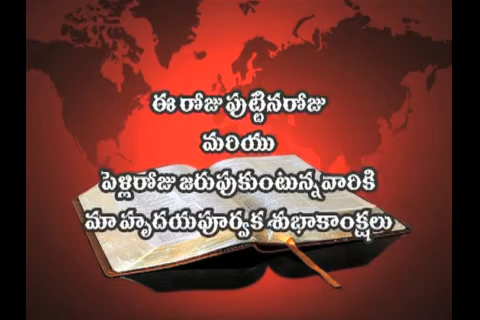 ఈ రోజు పుట్టినరోజు
మరియు
పెళ్లిరోజు జరుపుకుంటున్నవారికి
మా హృదయపూర్వక శుభాకాంక్షలు